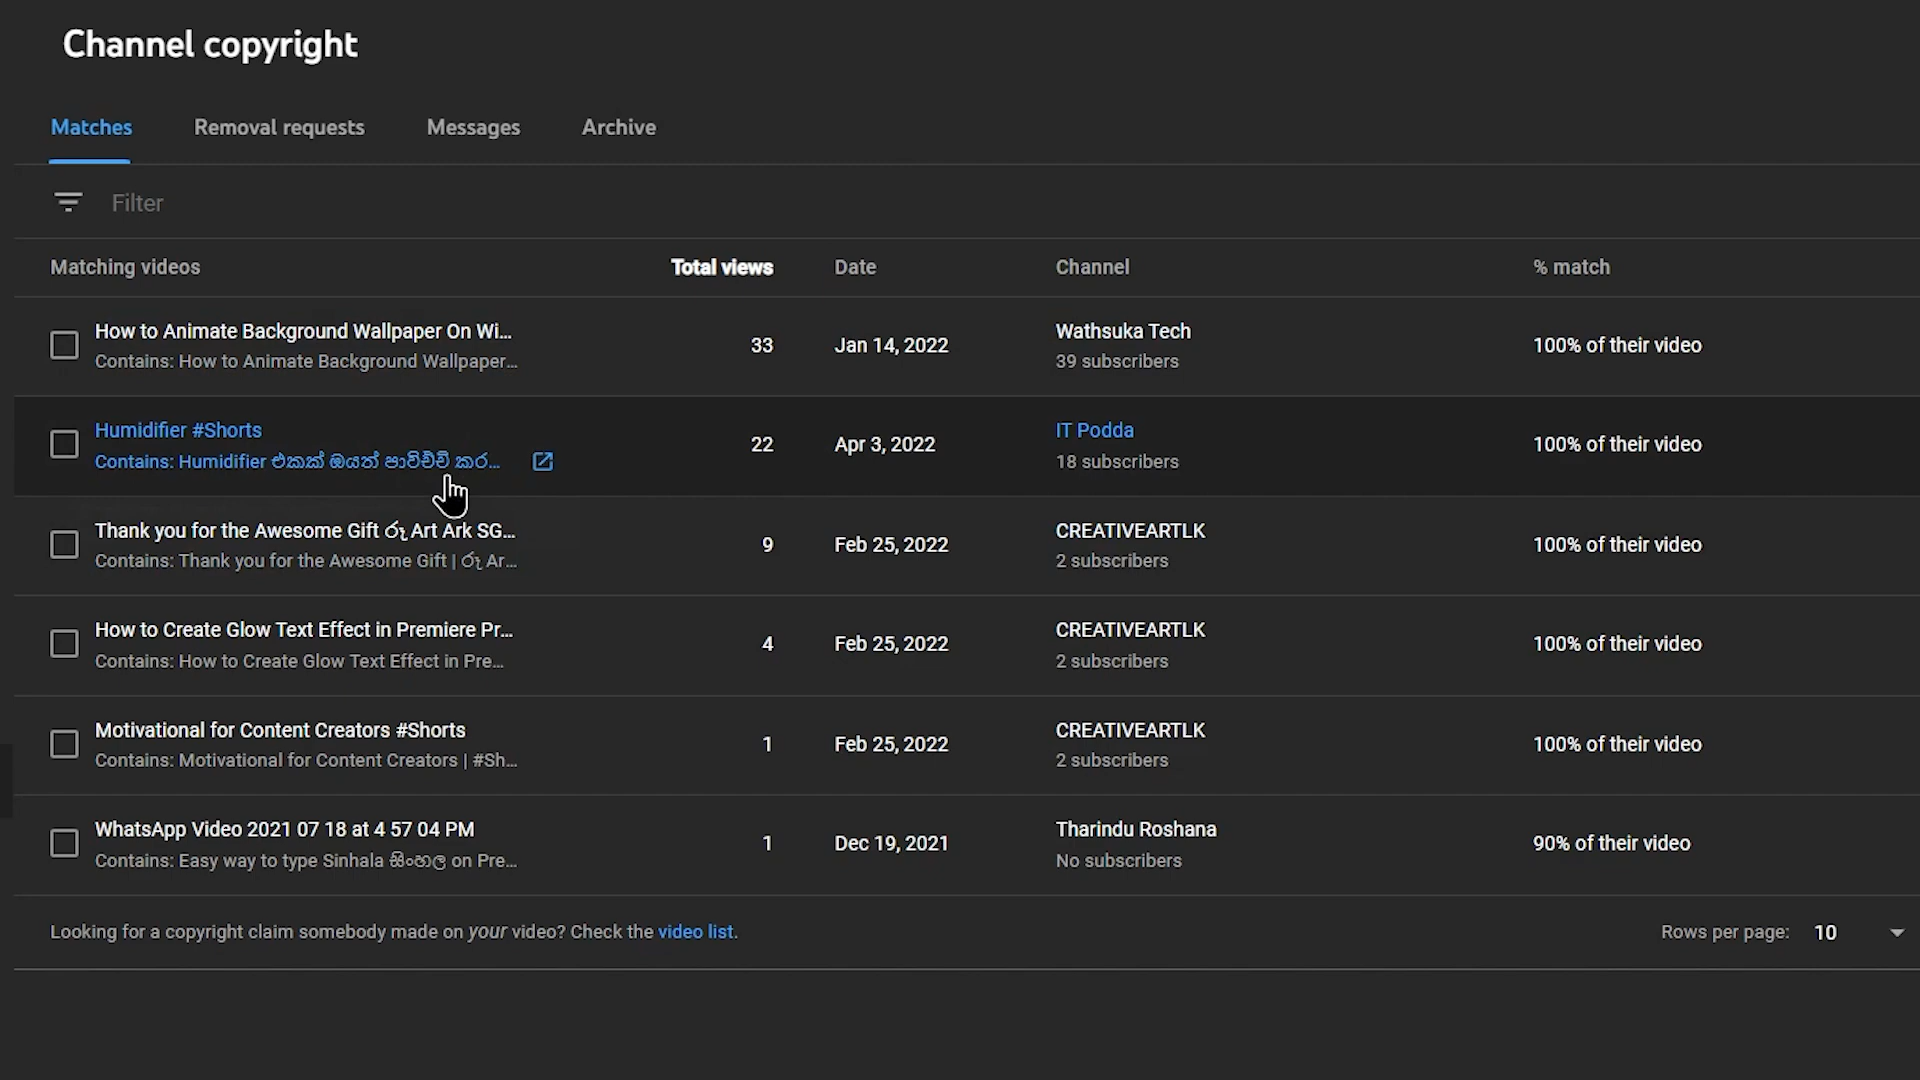 Channel copyright
Matches Removal requests Messages Archive
Filter
Matching videos Total views Date Channel % match
How to Animate Background Wallpaper On Wi... 33 Jan 14, 2022 Wathsuka Tech 100% of their video
Contains: How to Animate Background Wallpaper... 39 subscribers
Humidifier #Shorts 22 Apr 3, 2022 IT Podda 100% of their video
Contains: Humidifier එකක් ඔයත් පාවිච්චි කර... 18 subscribers
Thank you for the Awesome Gift රූ Art Ark SG... 9 Feb 25, 2022 CREATIVEARTLK 100% of their video
Contains: Thank you for the Awesome Gift | රූ Ar... 2 subscribers
How to Create Glow Text Effect in Premiere Pr... 4 Feb 25, 2022 CREATIVEARTLK 100% of their video
Contains: How to Create Glow Text Effect in Pre... 2 subscribers
Motivational for Content Creators #Shorts 1 Feb 25, 2022 CREATIVEARTLK 100% of their video
Contains: Motivational for Content Creators | #Sh... 2 subscribers
WhatsApp Video 2021 07 18 at 4 57 04 PM 1 Dec 19, 2021 Tharindu Roshana 90% of their video
Contains: Easy way to type Sinhala සිංහල on Pre... No subscribers
Looking for a copyright claim somebody made on your video? Check the video list. Rows per page: 10